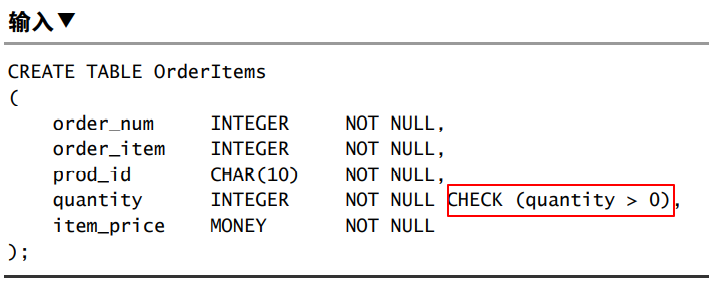 输入▼
CREATE TABLE OrderItems
(
    order_num     INTEGER     NOT NULL,
    order_item    INTEGER     NOT NULL,
    prod_id       CHAR(10)    NOT NULL,
    quantity      INTEGER     NOT NULL CHECK (quantity > 0),
    item_price    MONEY       NOT NULL
);